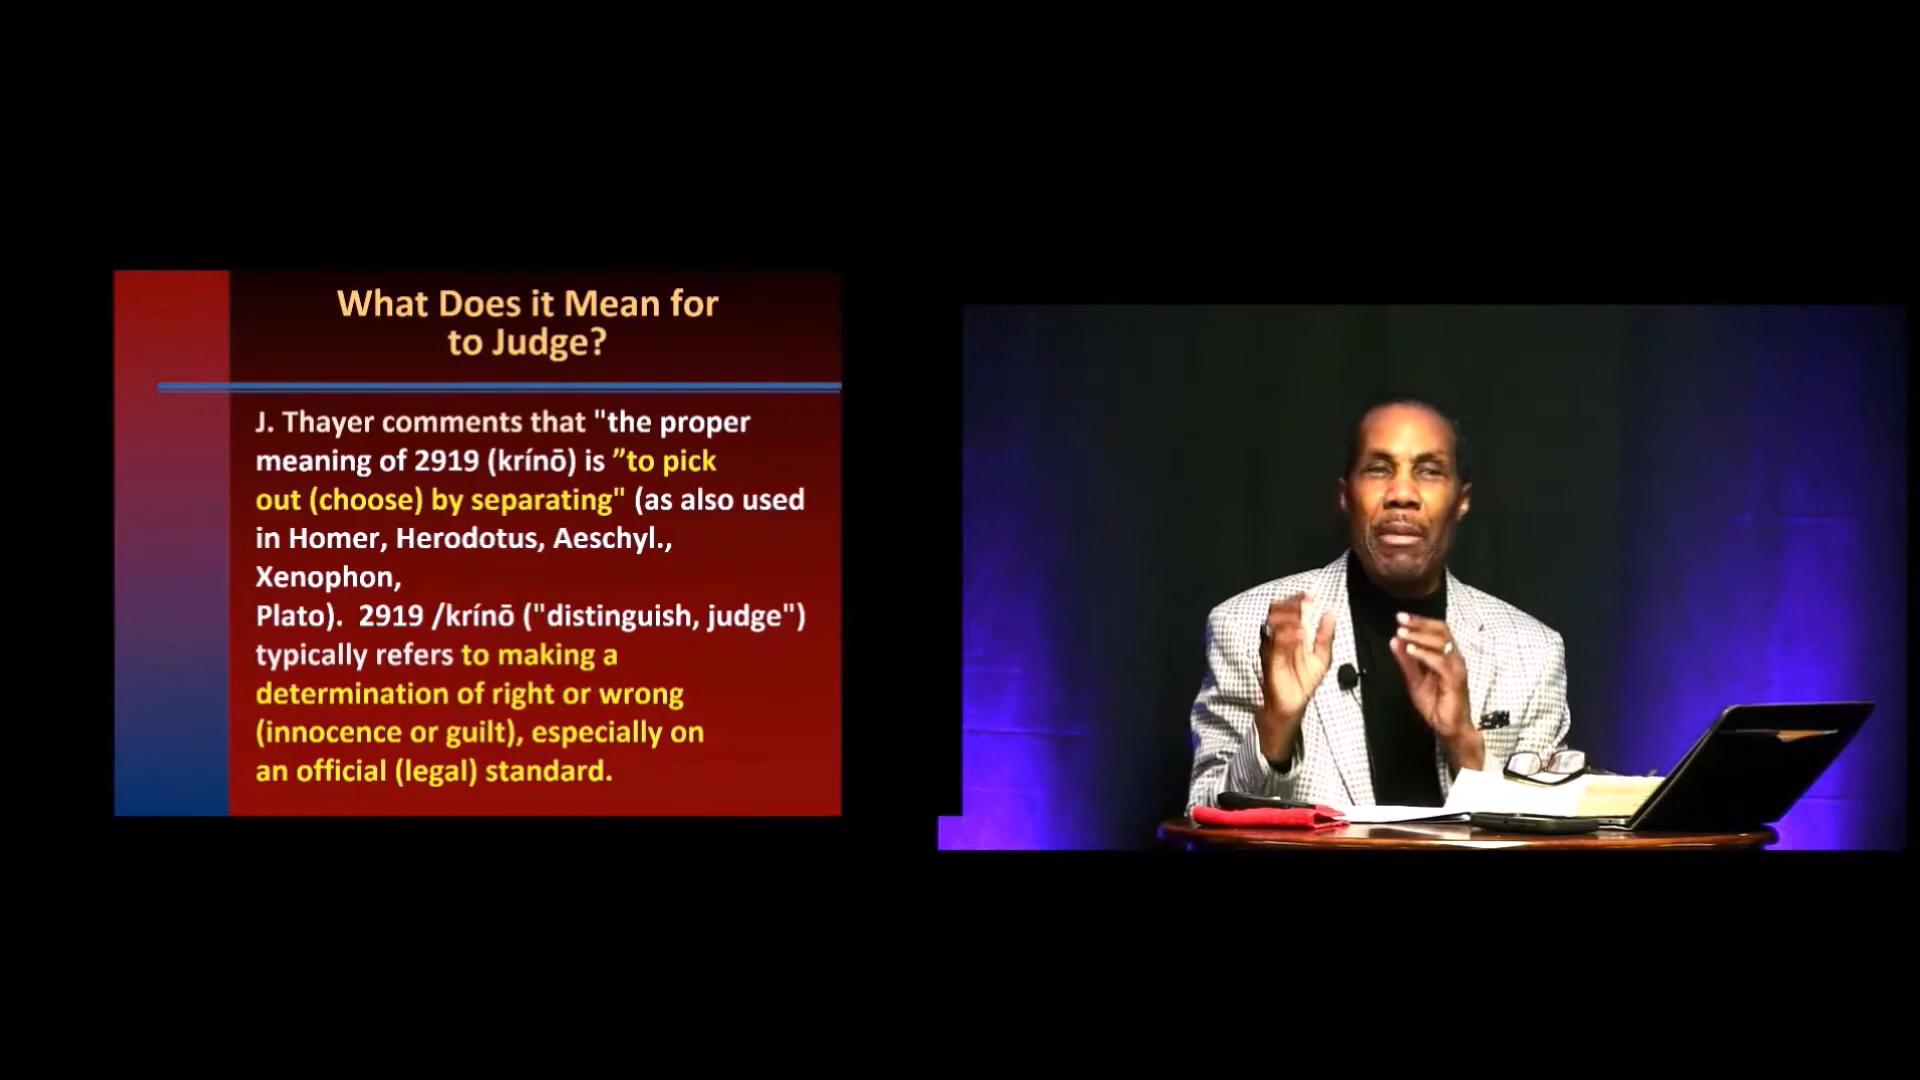 What Does it Mean for
to Judge?
J. Thayer comments that "the proper
meaning of 2919 (krínō) is ”to pick
out (choose) by separating" (as also used
in Homer, Herodotus, Aeschyl.,
Xenophon,
Plato).  2919 /krínō ("distinguish, judge")
typically refers to making a
determination of right or wrong
(innocence or guilt), especially on
an official (legal) standard.